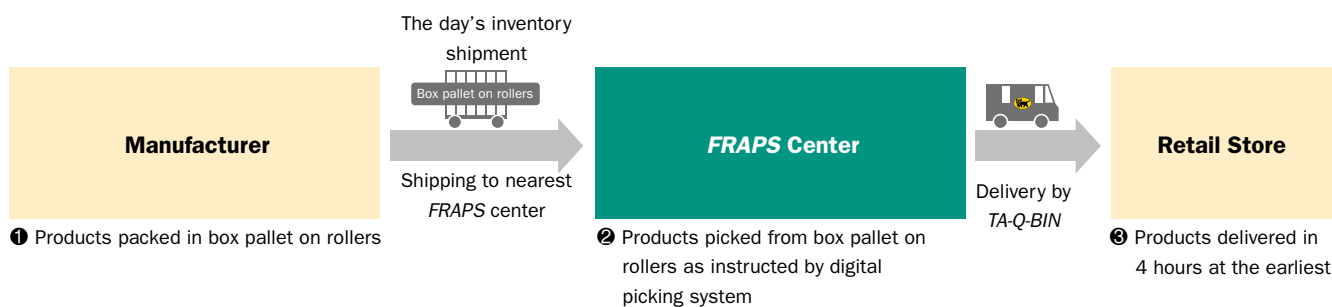 The day's inventory
shipment
Box pallet on rollers
Manufacturer
FRAPS Center
Retail Store
Shipping to nearest
FRAPS center
Delivery by
TA-Q-BIN
❶ Products packed in box pallet on rollers
❷ Products picked from box pallet on
rollers as instructed by digital
picking system
❸ Products delivered in
4 hours at the earliest